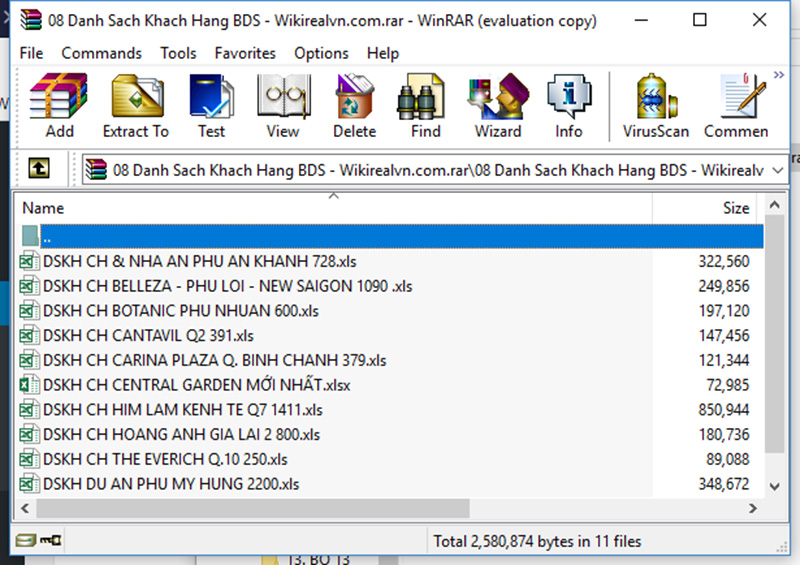 08 Danh Sach Khach Hang BDS - Wikirealvn.com.rar - WinRAR (evaluation copy)
File Commands Tools Favorites Options Help
Add Extract To Test View Delete Find Wizard Info VirusScan Commen
08 Danh Sach Khach Hang BDS - Wikirealvn.com.rar\08 Danh Sach Khach Hang BDS - Wikirealv
Name Size
..
DSKH CH & NHA AN PHU AN KHANH 728.xls 322,560
DSKH CH BELLEZA - PHU LOI - NEW SAIGON 1090 .xls 249,856
DSKH CH BOTANIC PHU NHUAN 600.xls 197,120
DSKH CH CANTAVIL Q2 391.xls 147,456
DSKH CH CARINA PLAZA Q. BINH CHANH 379.xls 121,344
DSKH CH CENTRAL GARDEN MỚI NHẤT.xlsx 72,985
DSKH CH HIM LAM KENH TE Q7 1411.xls 850,944
DSKH CH HOANG ANH GIA LAI 2 800.xls 180,736
DSKH CH THE EVERICH Q.10 250.xls 89,088
DSKH DU AN PHU MY HUNG 2200.xls 348,672
Total 2,580,874 bytes in 11 files